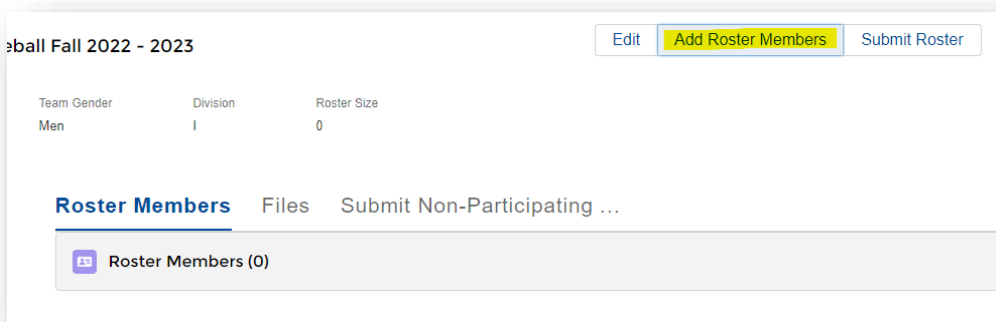 eball Fall 2022 - 2023
Edit Add Roster Members Submit Roster
Team Gender Division Roster Size
Men I 0
Roster Members Files Submit Non-Participating ...
Roster Members (0)